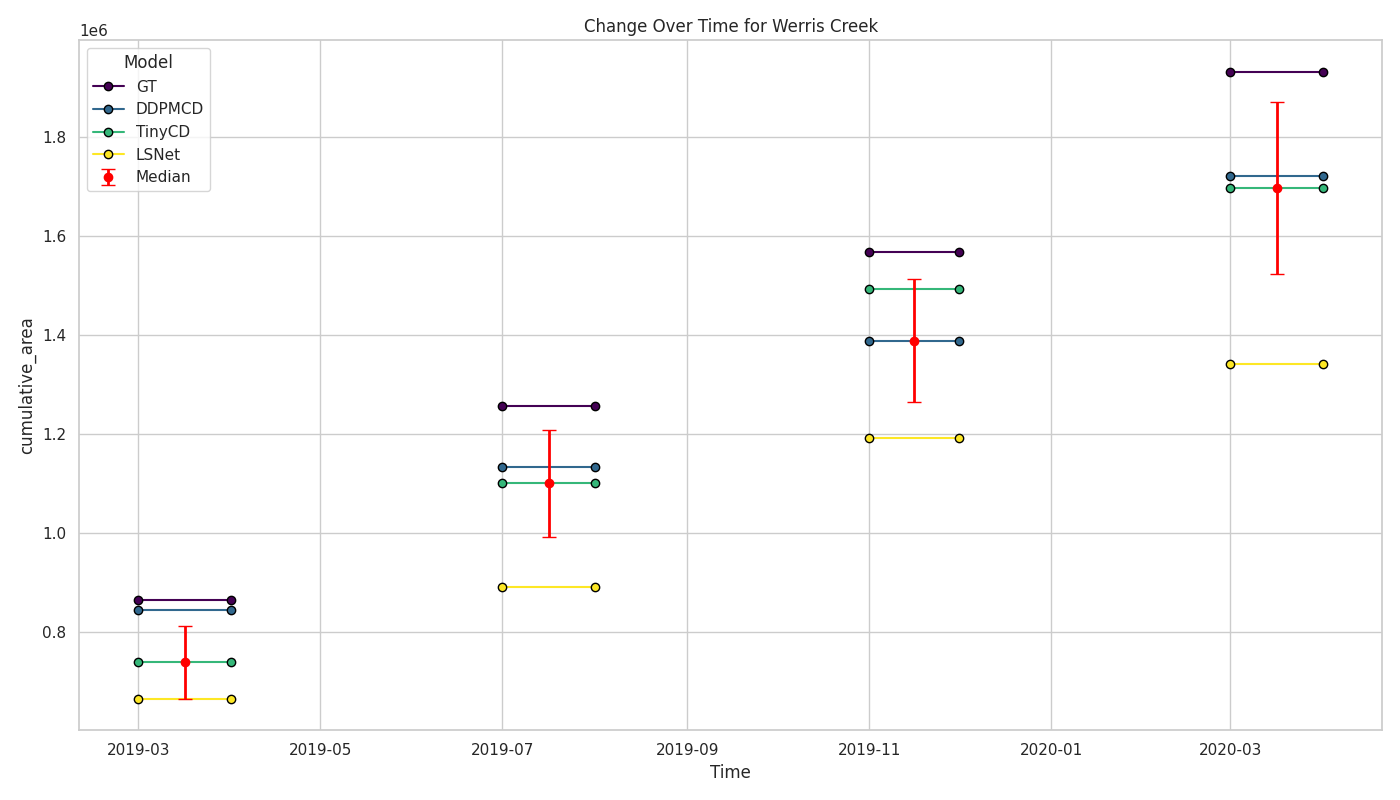 Change Over Time for Werris Creek
1e6
Model
GT
DDPMCD
TinyCD
LSNet
Median
1.8
1.6
1.4
1.2
1.0
0.8
cumulative_area
2019-03 2019-05 2019-07 2019-09 2019-11 2020-01 2020-03
Time